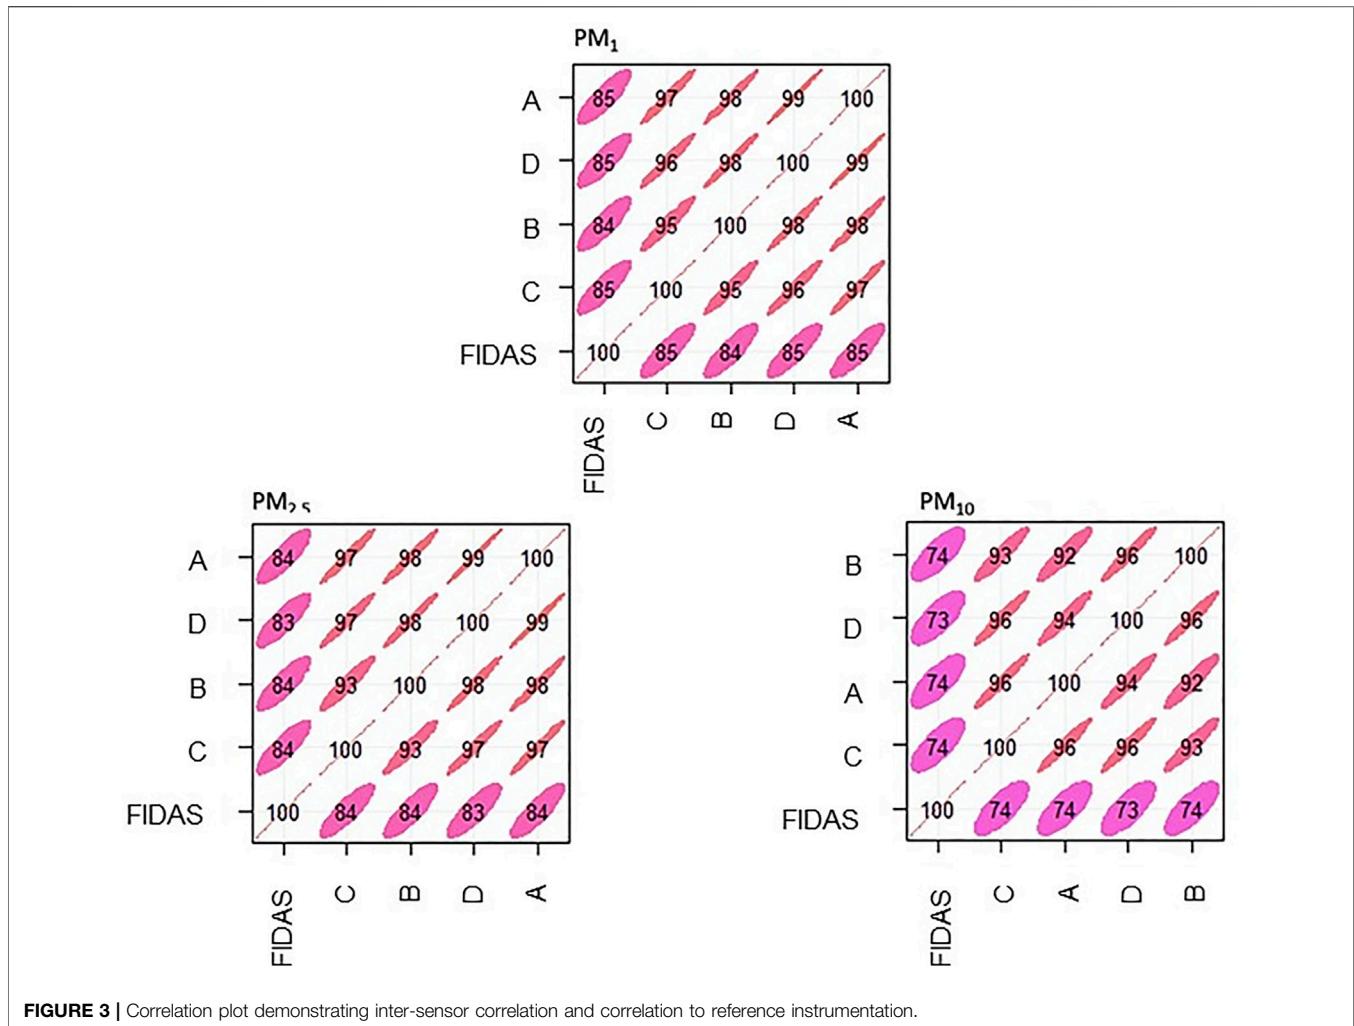 PM1
A 85 97 98 99 100
D 85 96 98 100 99
B 84 95 100 98 98
C 85 100 95 96 97
FIDAS 100 85 84 85 85
FIDAS C B D A
PM2.5
A 84 97 98 99 100
D 83 97 98 100 99
B 84 93 100 98 98
C 84 100 93 97 97
FIDAS 100 84 84 83 84
FIDAS C B D A
PM10
B 74 93 92 96 100
D 73 96 94 100 96
A 74 96 100 94 92
C 74 100 96 96 93
FIDAS 100 74 74 73 74
FIDAS C A D B
FIGURE 3 | Correlation plot demonstrating inter-sensor correlation and correlation to reference instrumentation.